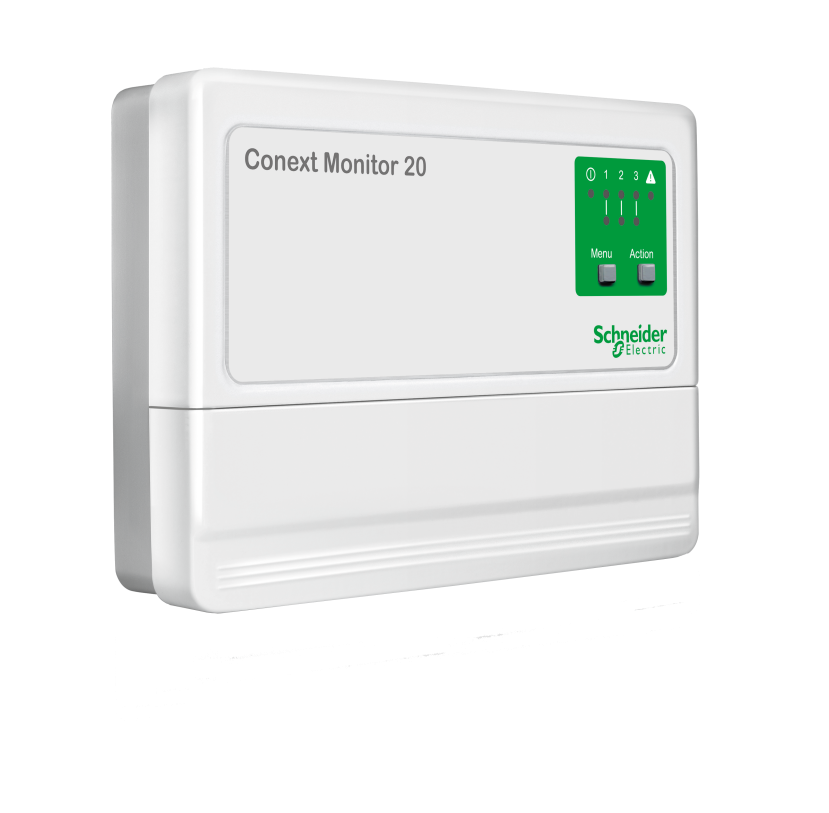 Conext Monitor 20
1 2 3
Menu Action
Schneider
Electric